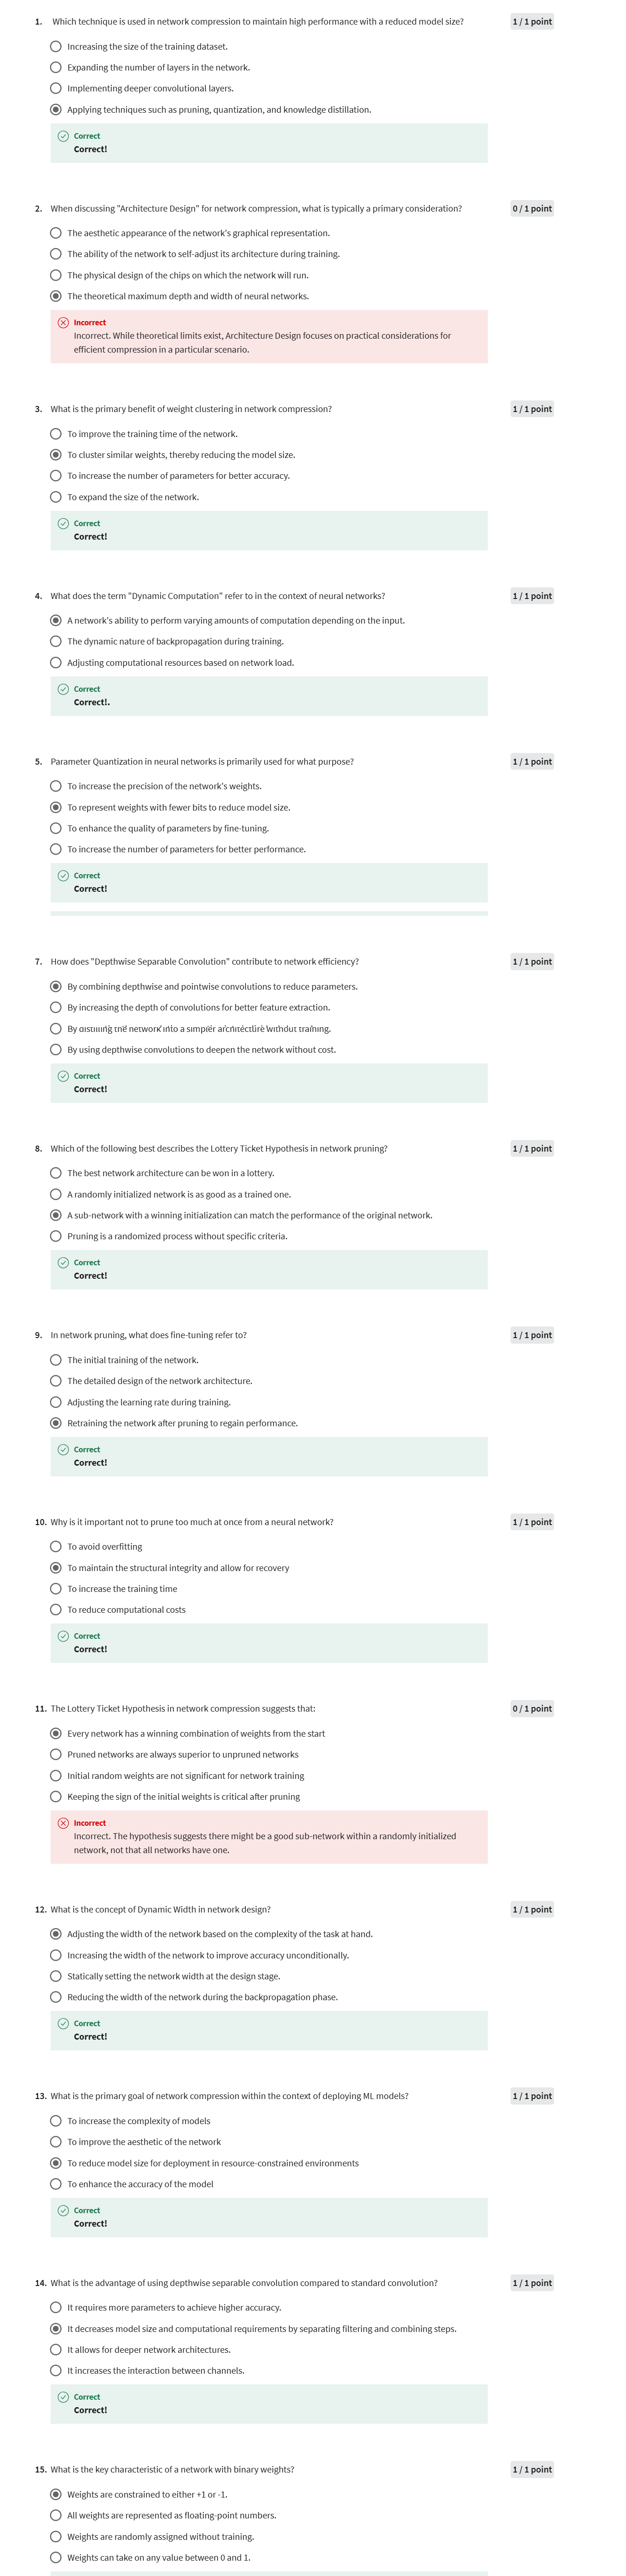 1. Which technique is used in network compression to maintain high performance with a reduced model size? 1 / 1 point
Increasing the size of the training dataset.
Expanding the number of layers in the network.
Implementing deeper convolutional layers.
Applying techniques such as pruning, quantization, and knowledge distillation.
Correct
Correct!
2. When discussing "Architecture Design" for network compression, what is typically a primary consideration? 0 / 1 point
The aesthetic appearance of the network's graphical representation.
The ability of the network to self-adjust its architecture during training.
The physical design of the chips on which the network will run.
The theoretical maximum depth and width of neural networks.
Incorrect
Incorrect. While theoretical limits exist, Architecture Design focuses on practical considerations for
efficient compression in a particular scenario.
3. What is the primary benefit of weight clustering in network compression? 1 / 1 point
To improve the training time of the network.
To cluster similar weights, thereby reducing the model size.
To increase the number of parameters for better accuracy.
To expand the size of the network.
Correct
Correct!
4. What does the term "Dynamic Computation" refer to in the context of neural networks? 1 / 1 point
A network's ability to perform varying amounts of computation depending on the input.
The dynamic nature of backpropagation during training.
Adjusting computational resources based on network load.
Correct
Correct!.
5. Parameter Quantization in neural networks is primarily used for what purpose? 1 / 1 point
To increase the precision of the network's weights.
To represent weights with fewer bits to reduce model size.
To enhance the quality of parameters by fine-tuning.
To increase the number of parameters for better performance.
Correct
Correct!
7. How does "Depthwise Separable Convolution" contribute to network efficiency? 1 / 1 point
By combining depthwise and pointwise convolutions to reduce parameters.
By increasing the depth of convolutions for better feature extraction.
By distilling the network into a simpler architecture without training.
By using depthwise convolutions to deepen the network without cost.
Correct
Correct!
8. Which of the following best describes the Lottery Ticket Hypothesis in network pruning? 1 / 1 point
The best network architecture can be won in a lottery.
A randomly initialized network is as good as a trained one.
A sub-network with a winning initialization can match the performance of the original network.
Pruning is a randomized process without specific criteria.
Correct
Correct!
9. In network pruning, what does fine-tuning refer to? 1 / 1 point
The initial training of the network.
The detailed design of the network architecture.
Adjusting the learning rate during training.
Retraining the network after pruning to regain performance.
Correct
Correct!
10. Why is it important not to prune too much at once from a neural network? 1 / 1 point
To avoid overfitting
To maintain the structural integrity and allow for recovery
To increase the training time
To reduce computational costs
Correct
Correct!
11. The Lottery Ticket Hypothesis in network compression suggests that: 0 / 1 point
Every network has a winning combination of weights from the start
Pruned networks are always superior to unpruned networks
Initial random weights are not significant for network training
Keeping the sign of the initial weights is critical after pruning
Incorrect
Incorrect. The hypothesis suggests there might be a good sub-network within a randomly initialized
network, not that all networks have one.
12. What is the concept of Dynamic Width in network design? 1 / 1 point
Adjusting the width of the network based on the complexity of the task at hand.
Increasing the width of the network to improve accuracy unconditionally.
Statically setting the network width at the design stage.
Reducing the width of the network during the backpropagation phase.
Correct
Correct!
13. What is the primary goal of network compression within the context of deploying ML models? 1 / 1 point
To increase the complexity of models
To improve the aesthetic of the network
To reduce model size for deployment in resource-constrained environments
To enhance the accuracy of the model
Correct
Correct!
14. What is the advantage of using depthwise separable convolution compared to standard convolution? 1 / 1 point
It requires more parameters to achieve higher accuracy.
It decreases model size and computational requirements by separating filtering and combining steps.
It allows for deeper network architectures.
It increases the interaction between channels.
Correct
Correct!
15. What is the key characteristic of a network with binary weights? 1 / 1 point
Weights are constrained to either +1 or -1.
All weights are represented as floating-point numbers.
Weights are randomly assigned without training.
Weights can take on any value between 0 and 1.